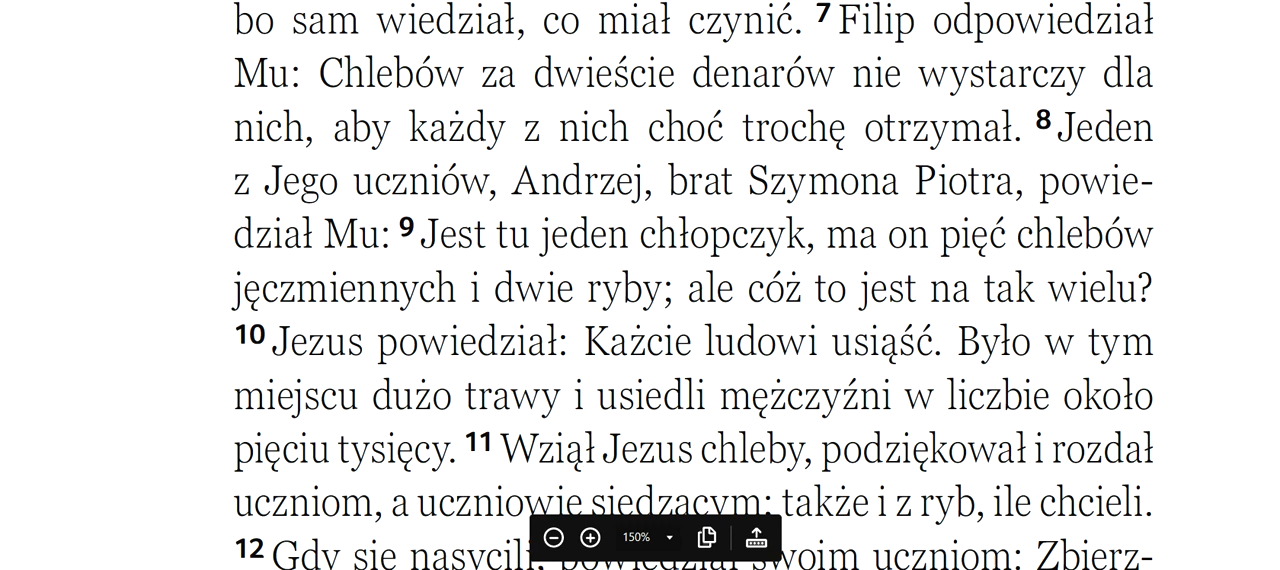 bo sam wiedział, co miał czynić. 7 Filip odpowiedział
Mu: Chlebów za dwieście denarów nie wystarczy dla
nich, aby każdy z nich choć trochę otrzymał. 8 Jeden
z Jego uczniów, Andrzej, brat Szymona Piotra, powie-
dział Mu: 9 Jest tu jeden chłopczyk, ma on pięć chlebów
jęczmiennych i dwie ryby; ale cóż to jest na tak wielu?
10 Jezus powiedział: Każcie ludowi usiąść. Było w tym
miejscu dużo trawy i usiedli mężczyźni w liczbie około
pięciu tysięcy. 11 Wziął Jezus chleby, podziękował i rozdał
uczniom, a uczniowie siedzącym; także i z ryb, ile chcieli.
12 Gdy się nasycili, powiedział swoim uczniom: Zbierz-
150%